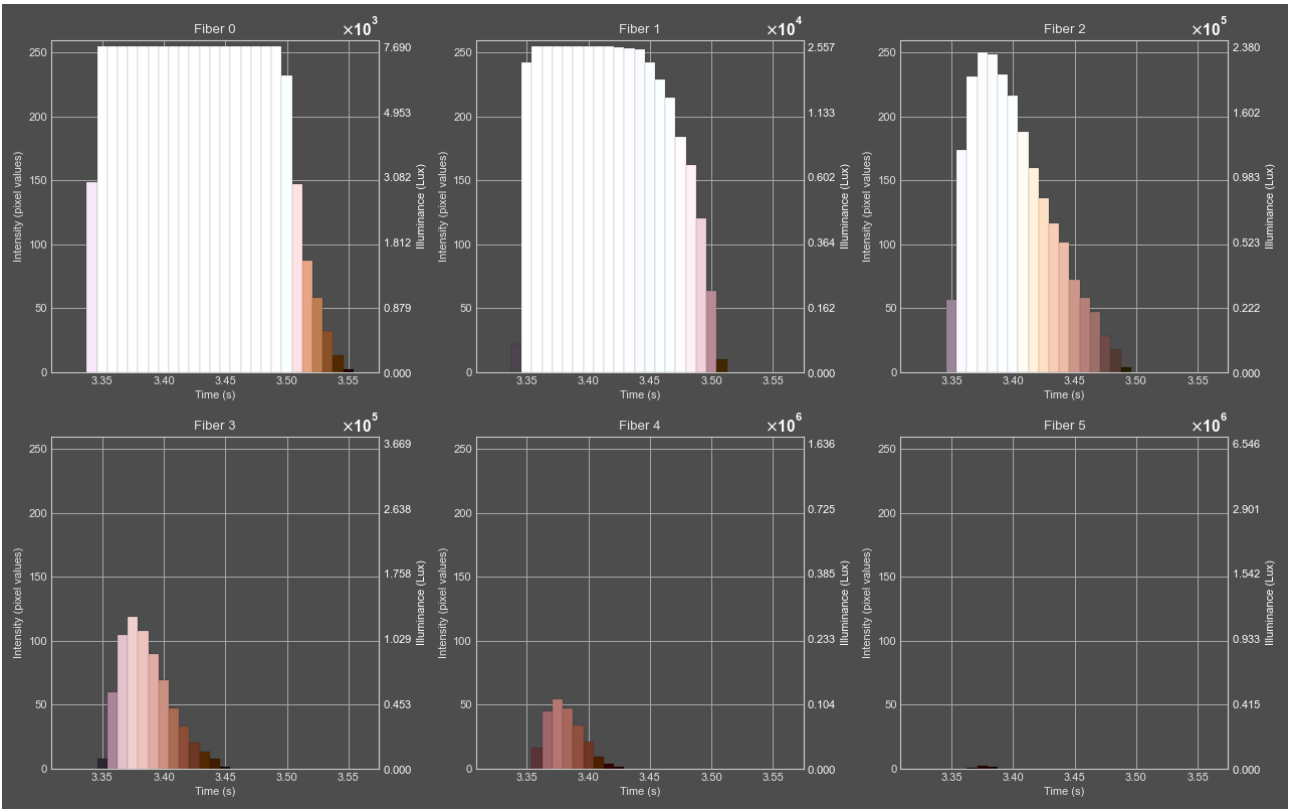 Fiber 0 ×10³
Intensity (pixel values)
250
200
150
100
50
0
7.690
4.953
3.082
1.812
0.879
0.000
Illuminance (Lux)
3.35 3.40 3.45 3.50 3.55
Time (s)
Fiber 1 ×10⁴
Intensity (pixel values)
250
200
150
100
50
0
2.557
1.133
0.602
0.364
0.162
0.000
Illuminance (Lux)
3.35 3.40 3.45 3.50 3.55
Time (s)
Fiber 2 ×10⁵
Intensity (pixel values)
250
200
150
100
50
0
2.380
1.602
0.983
0.523
0.222
0.000
Illuminance (Lux)
3.35 3.40 3.45 3.50 3.55
Time (s)
Fiber 3 ×10⁵
Intensity (pixel values)
250
200
150
100
50
0
3.669
2.638
1.758
1.029
0.453
0.000
Illuminance (Lux)
3.35 3.40 3.45 3.50 3.55
Time (s)
Fiber 4 ×10⁶
Intensity (pixel values)
250
200
150
100
50
0
1.636
0.725
0.385
0.233
0.104
0.000
Illuminance (Lux)
3.35 3.40 3.45 3.50 3.55
Time (s)
Fiber 5 ×10⁶
Intensity (pixel values)
250
200
150
100
50
0
6.546
2.901
1.542
0.933
0.415
0.000
Illuminance (Lux)
3.35 3.40 3.45 3.50 3.55
Time (s)